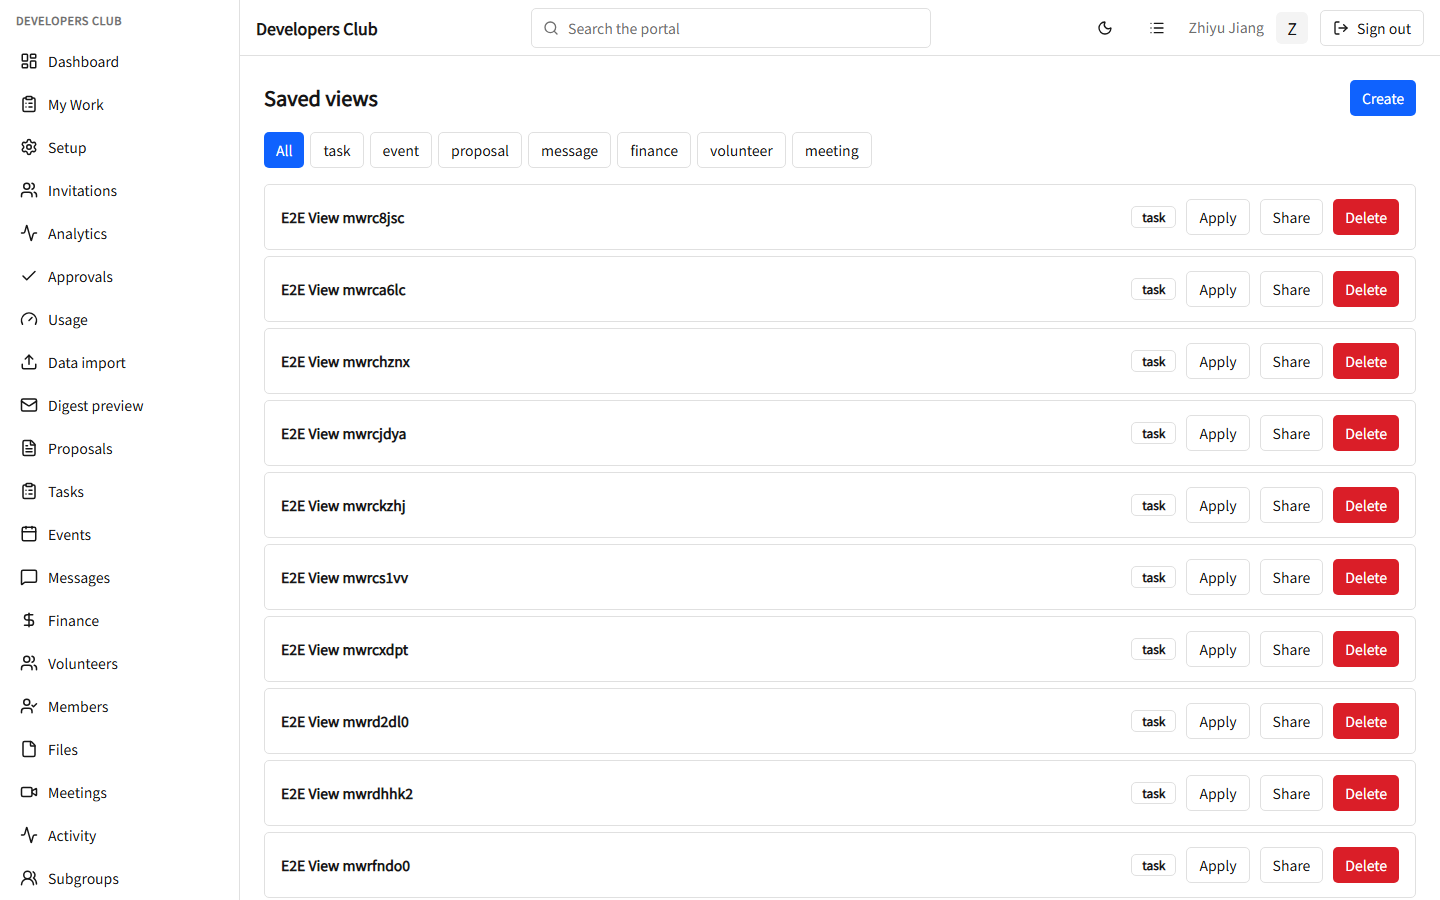 DEVELOPERS CLUB
Dashboard
My Work
Setup
Invitations
Analytics
Approvals
Usage
Data import
Digest preview
Proposals
Tasks
Events
Messages
Finance
Volunteers
Members
Files
Meetings
Activity
Subgroups
Developers Club
Search the portal
Zhiyu Jiang
Z
Sign out
Saved views
Create
All task event proposal message finance volunteer meeting
E2E View mwrc8jsc task Apply Share Delete
E2E View mwrca6lc task Apply Share Delete
E2E View mwrchznx task Apply Share Delete
E2E View mwrcjdya task Apply Share Delete
E2E View mwrckzhj task Apply Share Delete
E2E View mwrcs1vv task Apply Share Delete
E2E View mwrcxdpt task Apply Share Delete
E2E View mwrd2dl0 task Apply Share Delete
E2E View mwrdhhk2 task Apply Share Delete
E2E View mwrfndo0 task Apply Share Delete